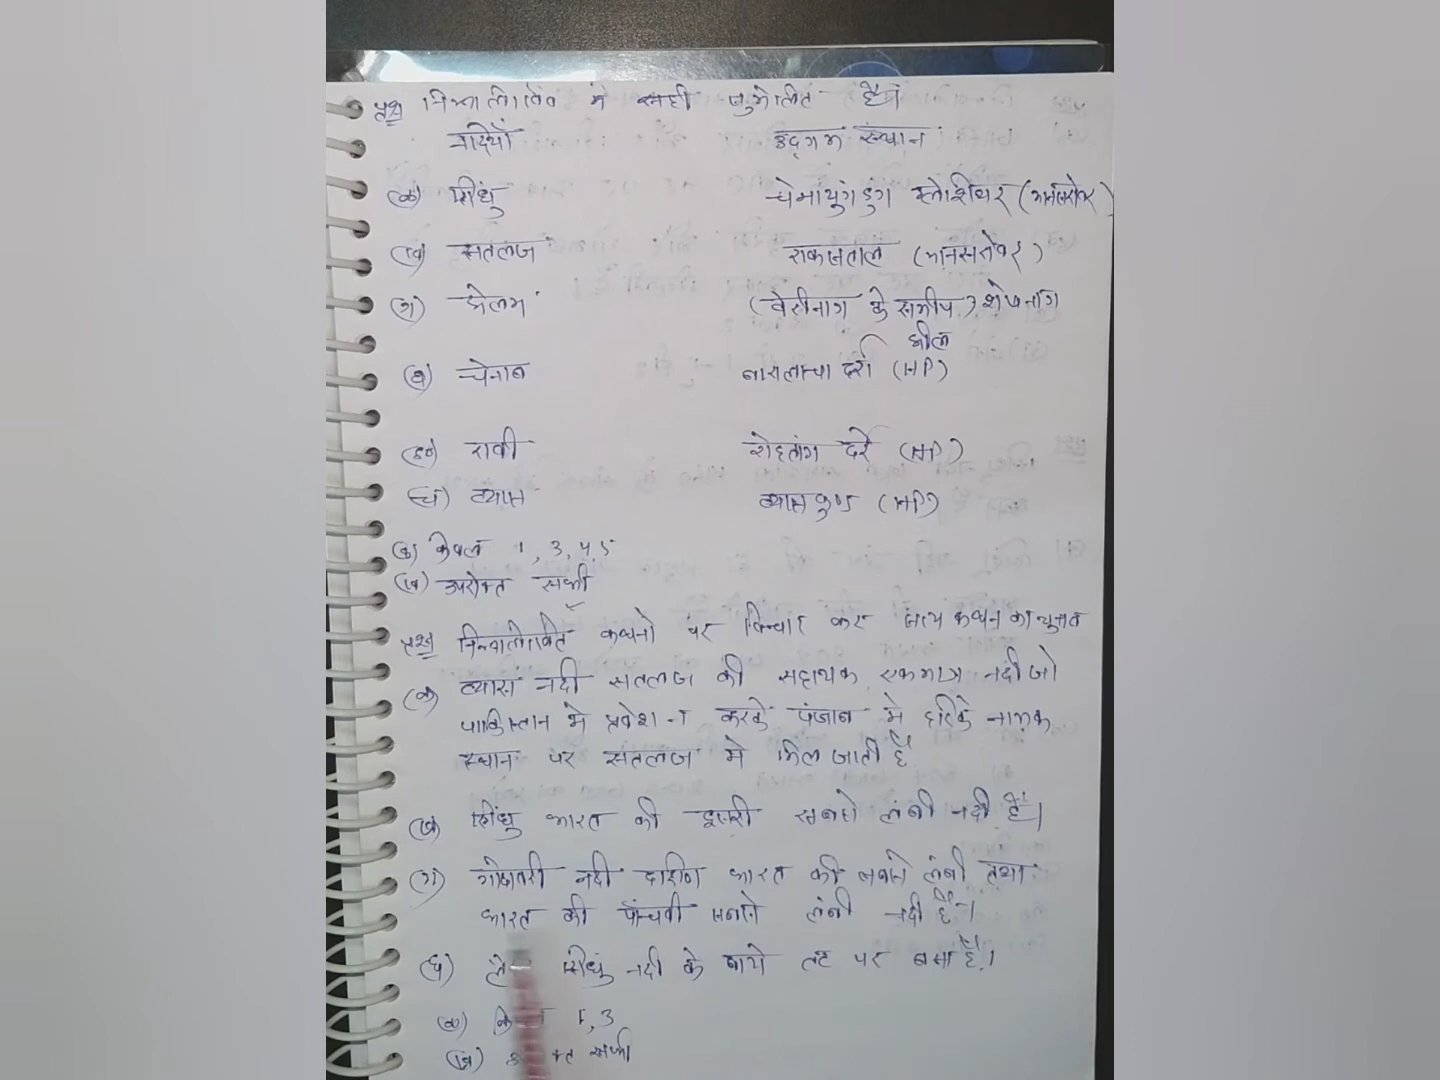 प्रश्न निम्नलिखित में सही सुमेलित है
नदियाँ उद्गम स्थान
(क) सिंधु चेमायुंगडुंग ग्लेशियर (मानसरोवर)
(ख) सतलज राकसताल (मानसरोवर)
(ग) झेलम (वेरीनाग के समीप) शेषनाग
झील
(घ) चेनाब बारालाचा दर्रा (HP)
(ङ) रावी रोहतांग दर्रे (HP)
(च) व्यास व्यास कुण्ड (HP)
(क) केवल 1, 3, 4, 5
(ख) उपरोक्त सभी
प्रश्न निम्नलिखित कथनो पर विचार कर सत्य कथन का चुनाव
(क) व्यास नदी सतलज की सहायक एकमात्र नदी जो
पाकिस्तान मे प्रवेश न करके पंजाब मे हरिके नामक
स्थान पर सतलज मे मिल जाती है
(ख) सिंधु भारत की दूसरी सबसे लंबी नदी है।
(ग) गोदावरी नदी दक्षिण भारत की सबसे लंबी तथा
भारत की पाँचवी सबसे लंबी नदी है।
(घ) सिंधु नदी के बाये तट पर बसा है।
(क) 1, 3
(ख) सभी